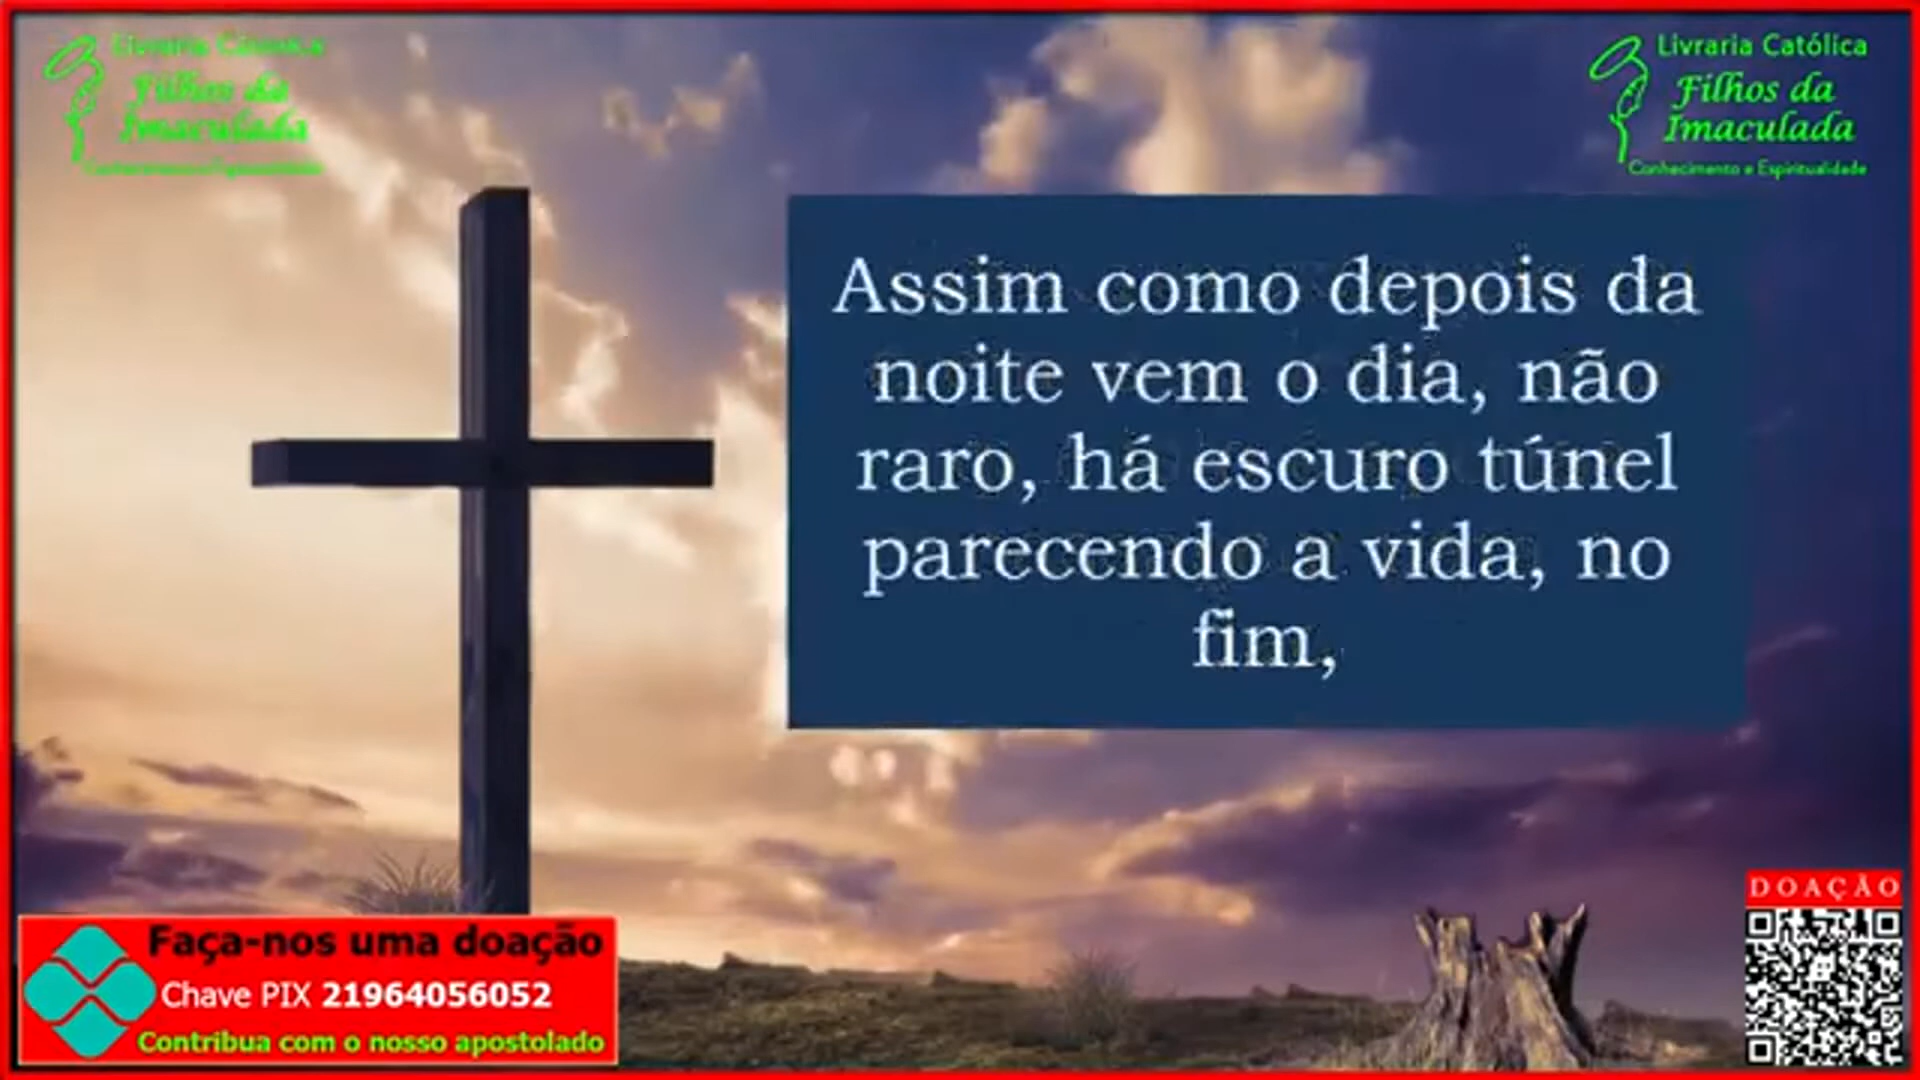 Livraria Católica
Filhos da
Imaculada
Livraria Católica
Filhos da
Imaculada
Conhecimento e Espiritualidade
Assim como depois da
noite vem o dia, não
raro, há escuro túnel
parecendo a vida, no
fim,
DOAÇÃO
Faça-nos uma doação
Chave PIX 21964056052
Contribua com o nosso apostolado